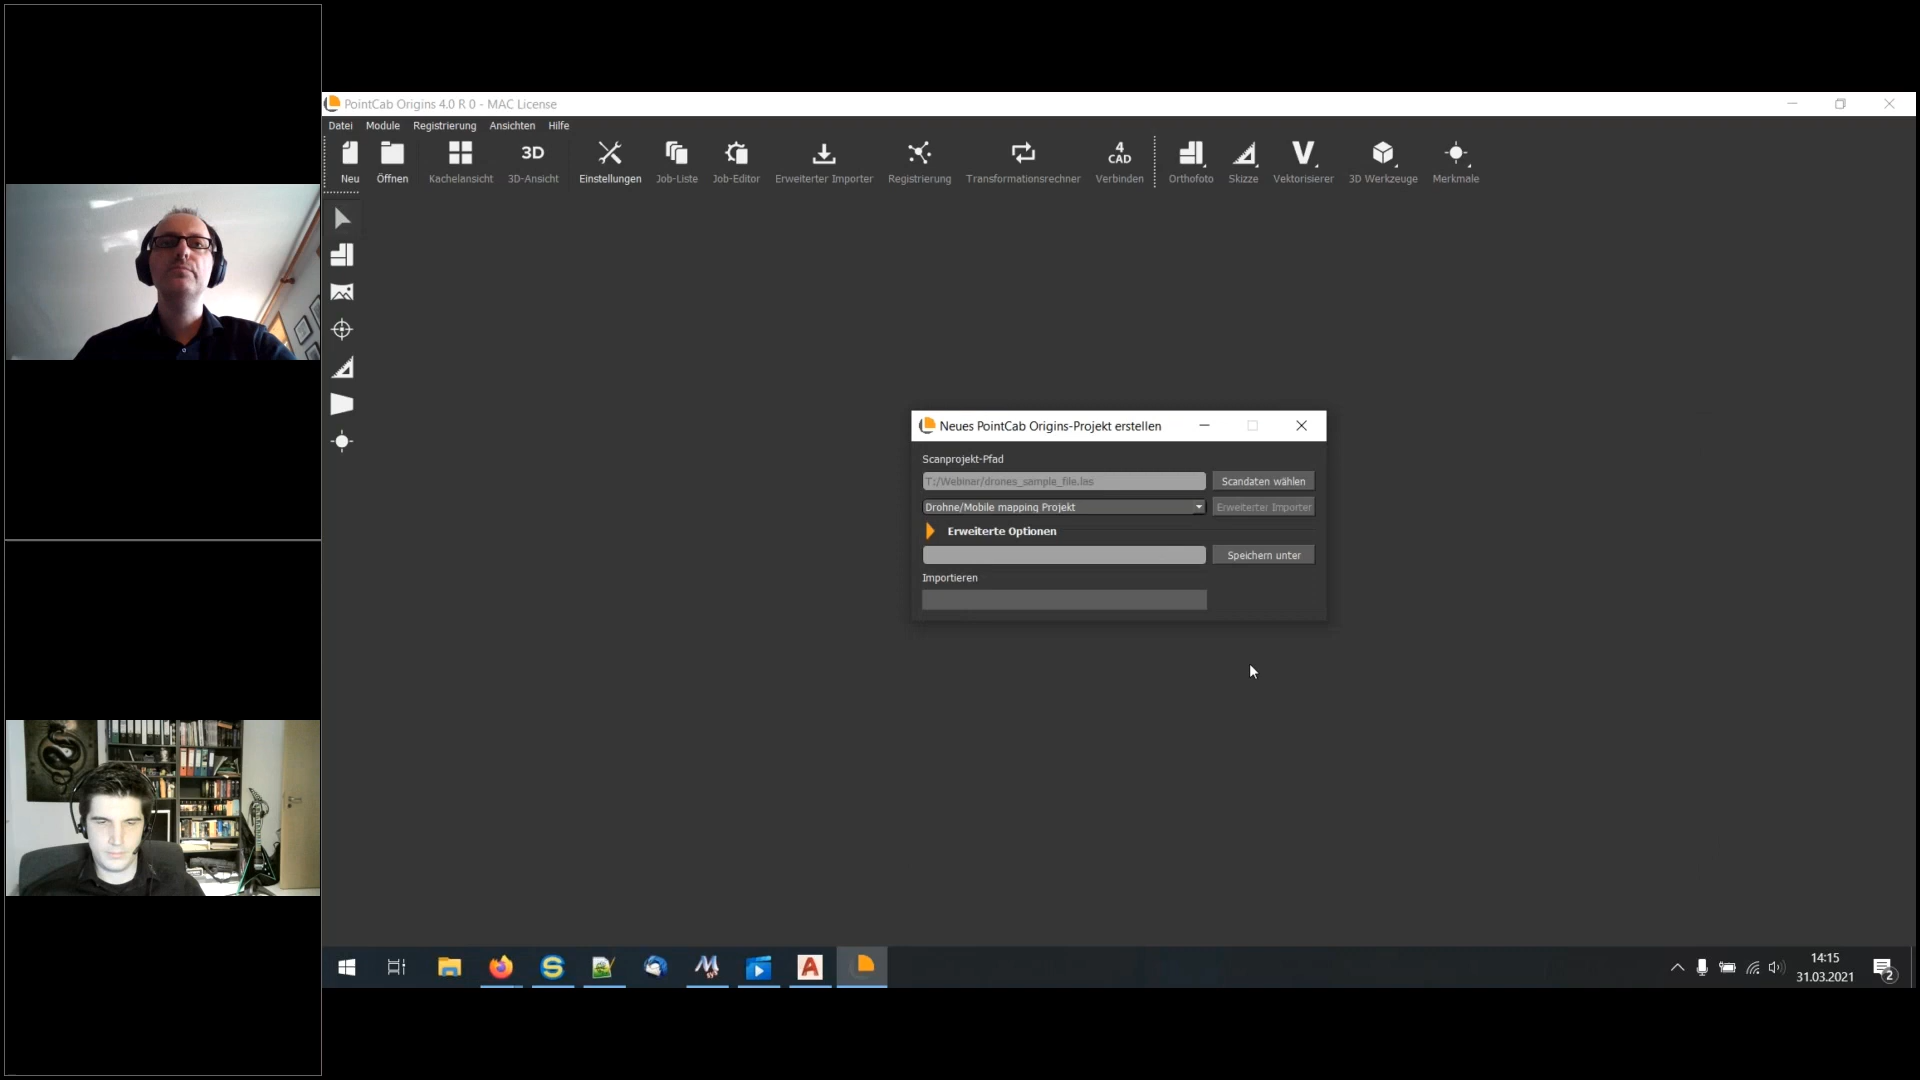 PointCab Origins 4.0 R 0 - MAC License
Datei Module Registrierung Ansichten Hilfe
3D 4 CAD
Neu Öffnen Kachelansicht 3D-Ansicht Einstellungen Job-Liste Job-Editor Erweiterter Importer Registrierung Transformationsrechner Verbinden Orthofoto Skizze Vektorisierer 3D Werkzeuge Merkmale
Neues PointCab Origins-Projekt erstellen
Scanprojekt-Pfad
T:/Webinar/drones_sample_file.las Scandaten wählen
Drohne/Mobile mapping Projekt Erweiterter Importer
Erweiterte Optionen
Speichern unter
Importieren
14:15
31.03.2021
2